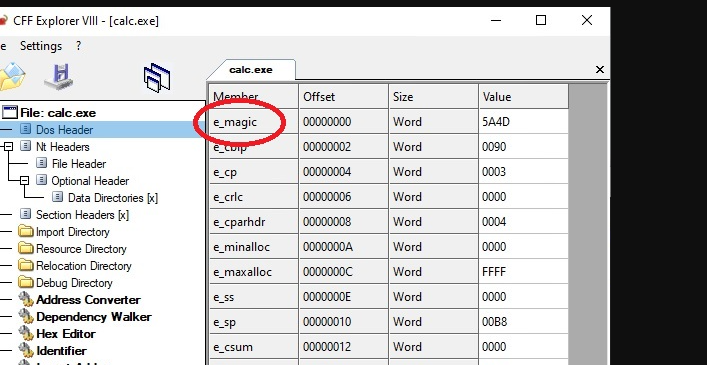 CFF Explorer VIII - [calc.exe]
e Settings ?
calc.exe
File: calc.exe
Dos Header
Nt Headers
File Header
Optional Header
Data Directories [x]
Section Headers [x]
Import Directory
Resource Directory
Relocation Directory
Debug Directory
Address Converter
Dependency Walker
Hex Editor
Identifier
Member Offset Size Value
e_magic 00000000 Word 5A4D
e_cblp 00000002 Word 0090
e_cp 00000004 Word 0003
e_crlc 00000006 Word 0000
e_cparhdr 00000008 Word 0004
e_minalloc 0000000A Word 0000
e_maxalloc 0000000C Word FFFF
e_ss 0000000E Word 0000
e_sp 00000010 Word 00B8
e_csum 00000012 Word 0000